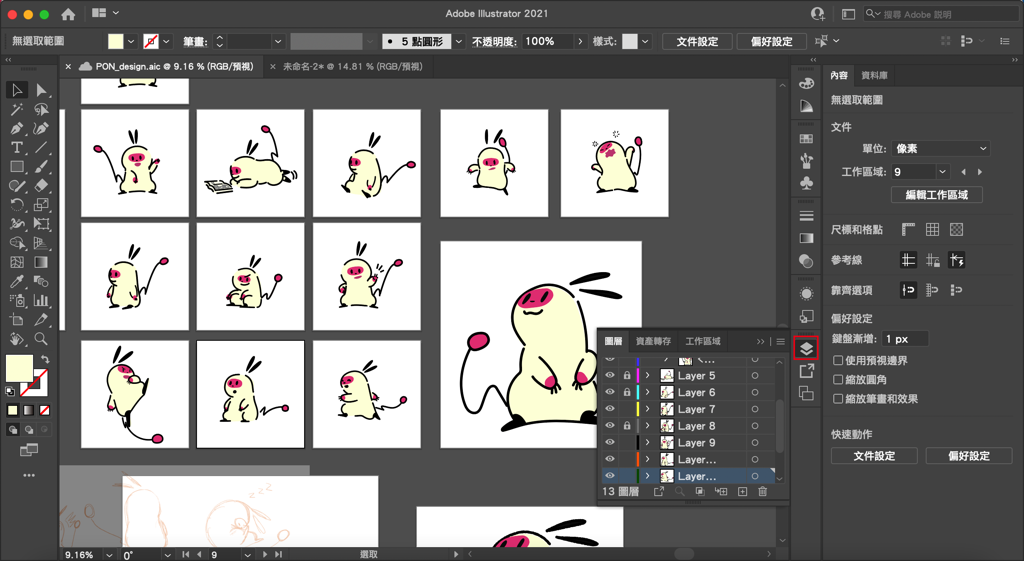 Adobe Illustrator 2021
搜尋 Adobe 說明
無選取範圍
筆畫:
5 點圓形
不透明度: 100%
樣式:
文件設定
偏好設定
× PON_design.aic @ 9.16 % (RGB/預視)
× 未命名-2* @ 14.81 % (RGB/預視)
內容
資料庫
無選取範圍
文件
單位: 像素
工作區域: 9
編輯工作區域
尺標和格點
參考線
靠齊選項
偏好設定
鍵盤漸增: 1 px
使用預視邊界
縮放圓角
縮放筆畫和效果
快速動作
文件設定
偏好設定
圖層
資產轉存
工作區域
<...
Layer 5
Layer 6
Layer 7
Layer 8
Layer 9
Layer...
Layer...
13 圖層
zzz
9.16%
0°
9
選取